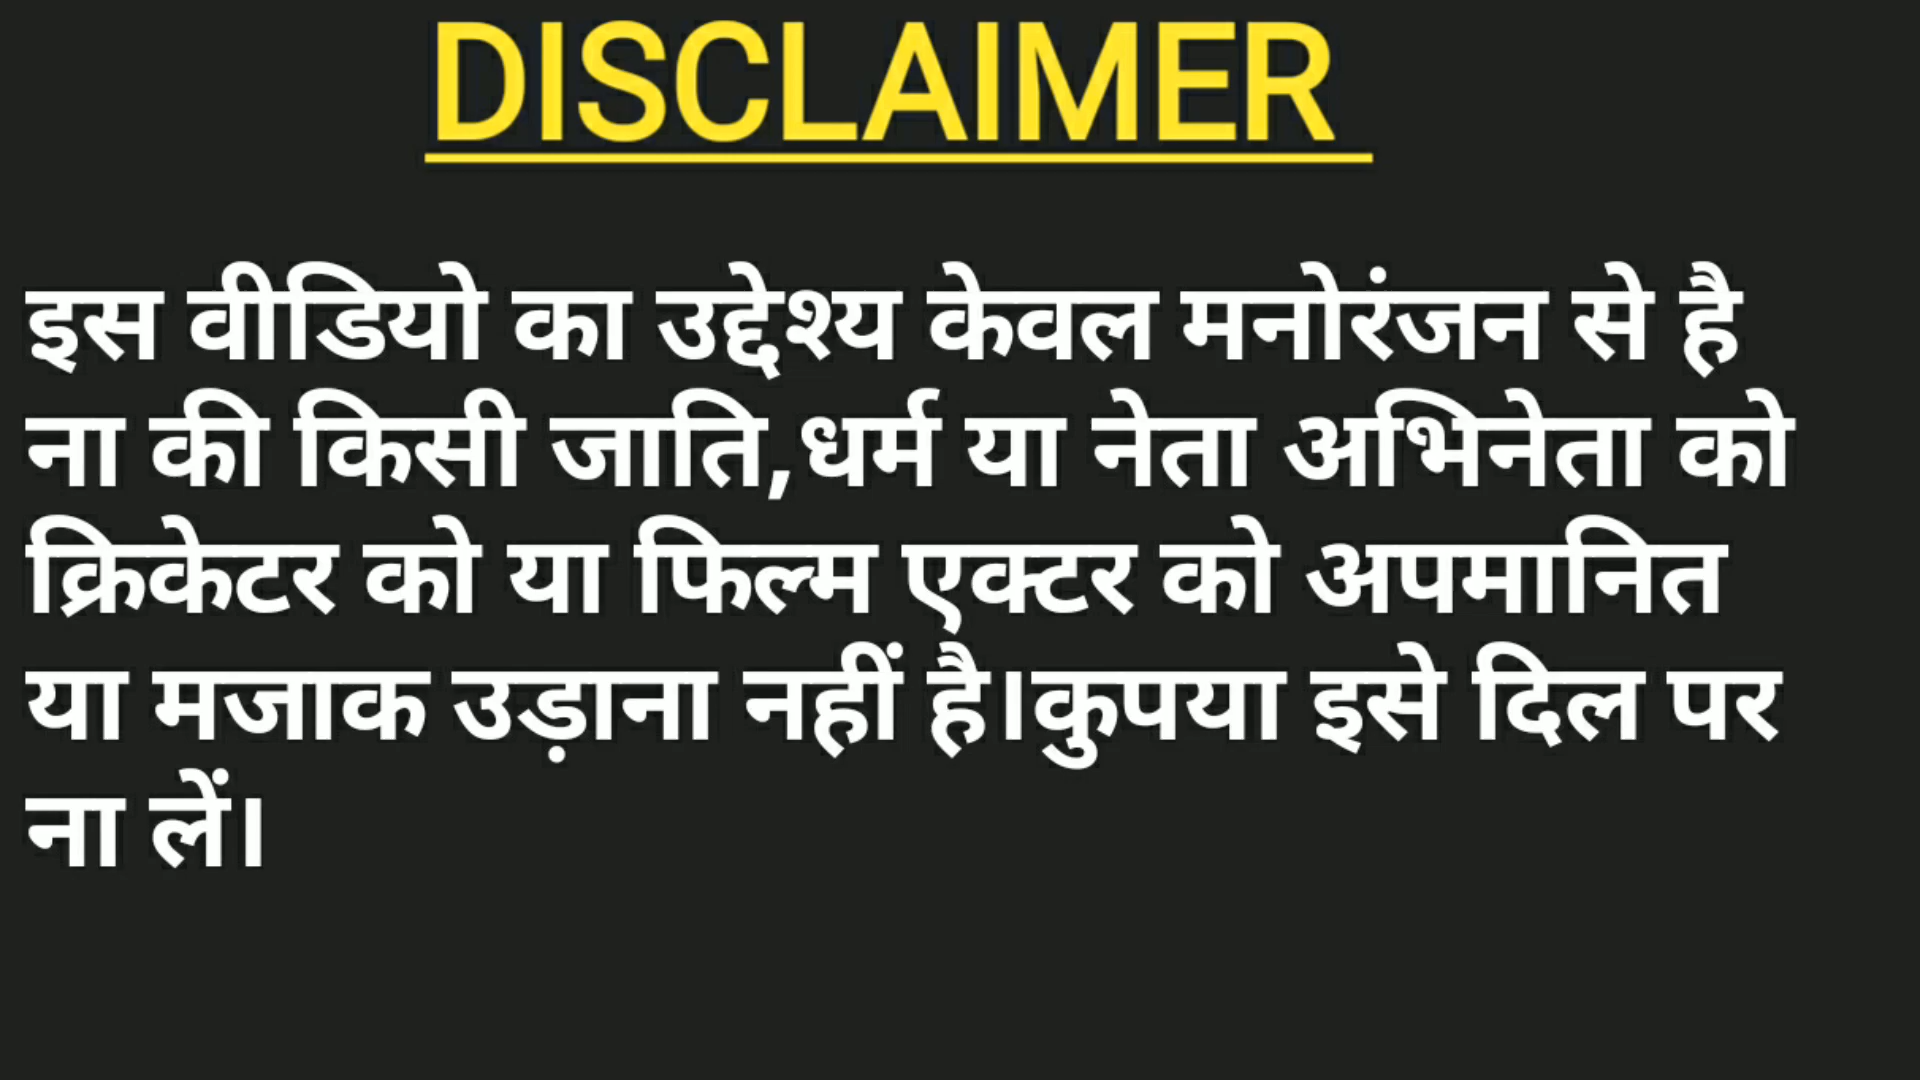 DISCLAIMER
इस वीडियो का उद्देश्य केवल मनोरंजन से है
ना की किसी जाति,धर्म या नेता अभिनेता को
क्रिकेटर को या फिल्म एक्टर को अपमानित
या मजाक उड़ाना नहीं है।कुपया इसे दिल पर
ना लें।